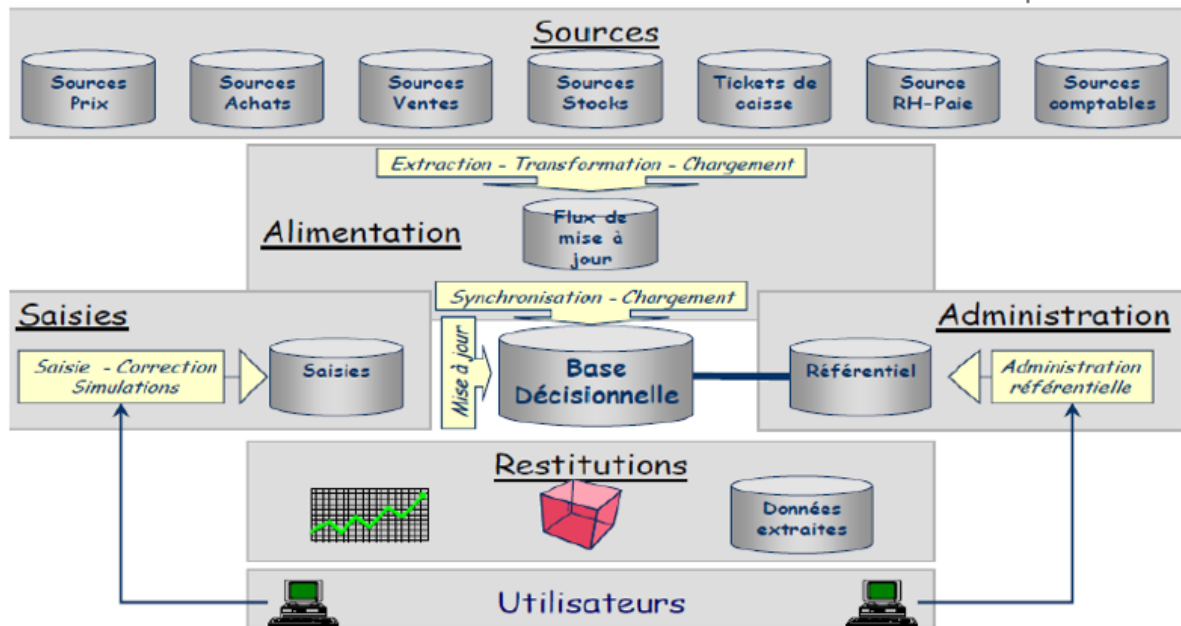 Sources
Sources
Prix
Sources
Achats
Sources
Ventes
Sources
Stocks
Tickets de
caisse
Source
RH-Paie
Sources
comptables
Extraction - Transformation - Chargement
Alimentation
Flux de
mise à
jour
Synchronisation - Chargement
Saisies
Saisie - Correction
Simulations
Saisies
Mise à jour
Base
Décisionnelle
Administration
Référentiel
Administration
référentielle
Restitutions
Données
extraites
Utilisateurs